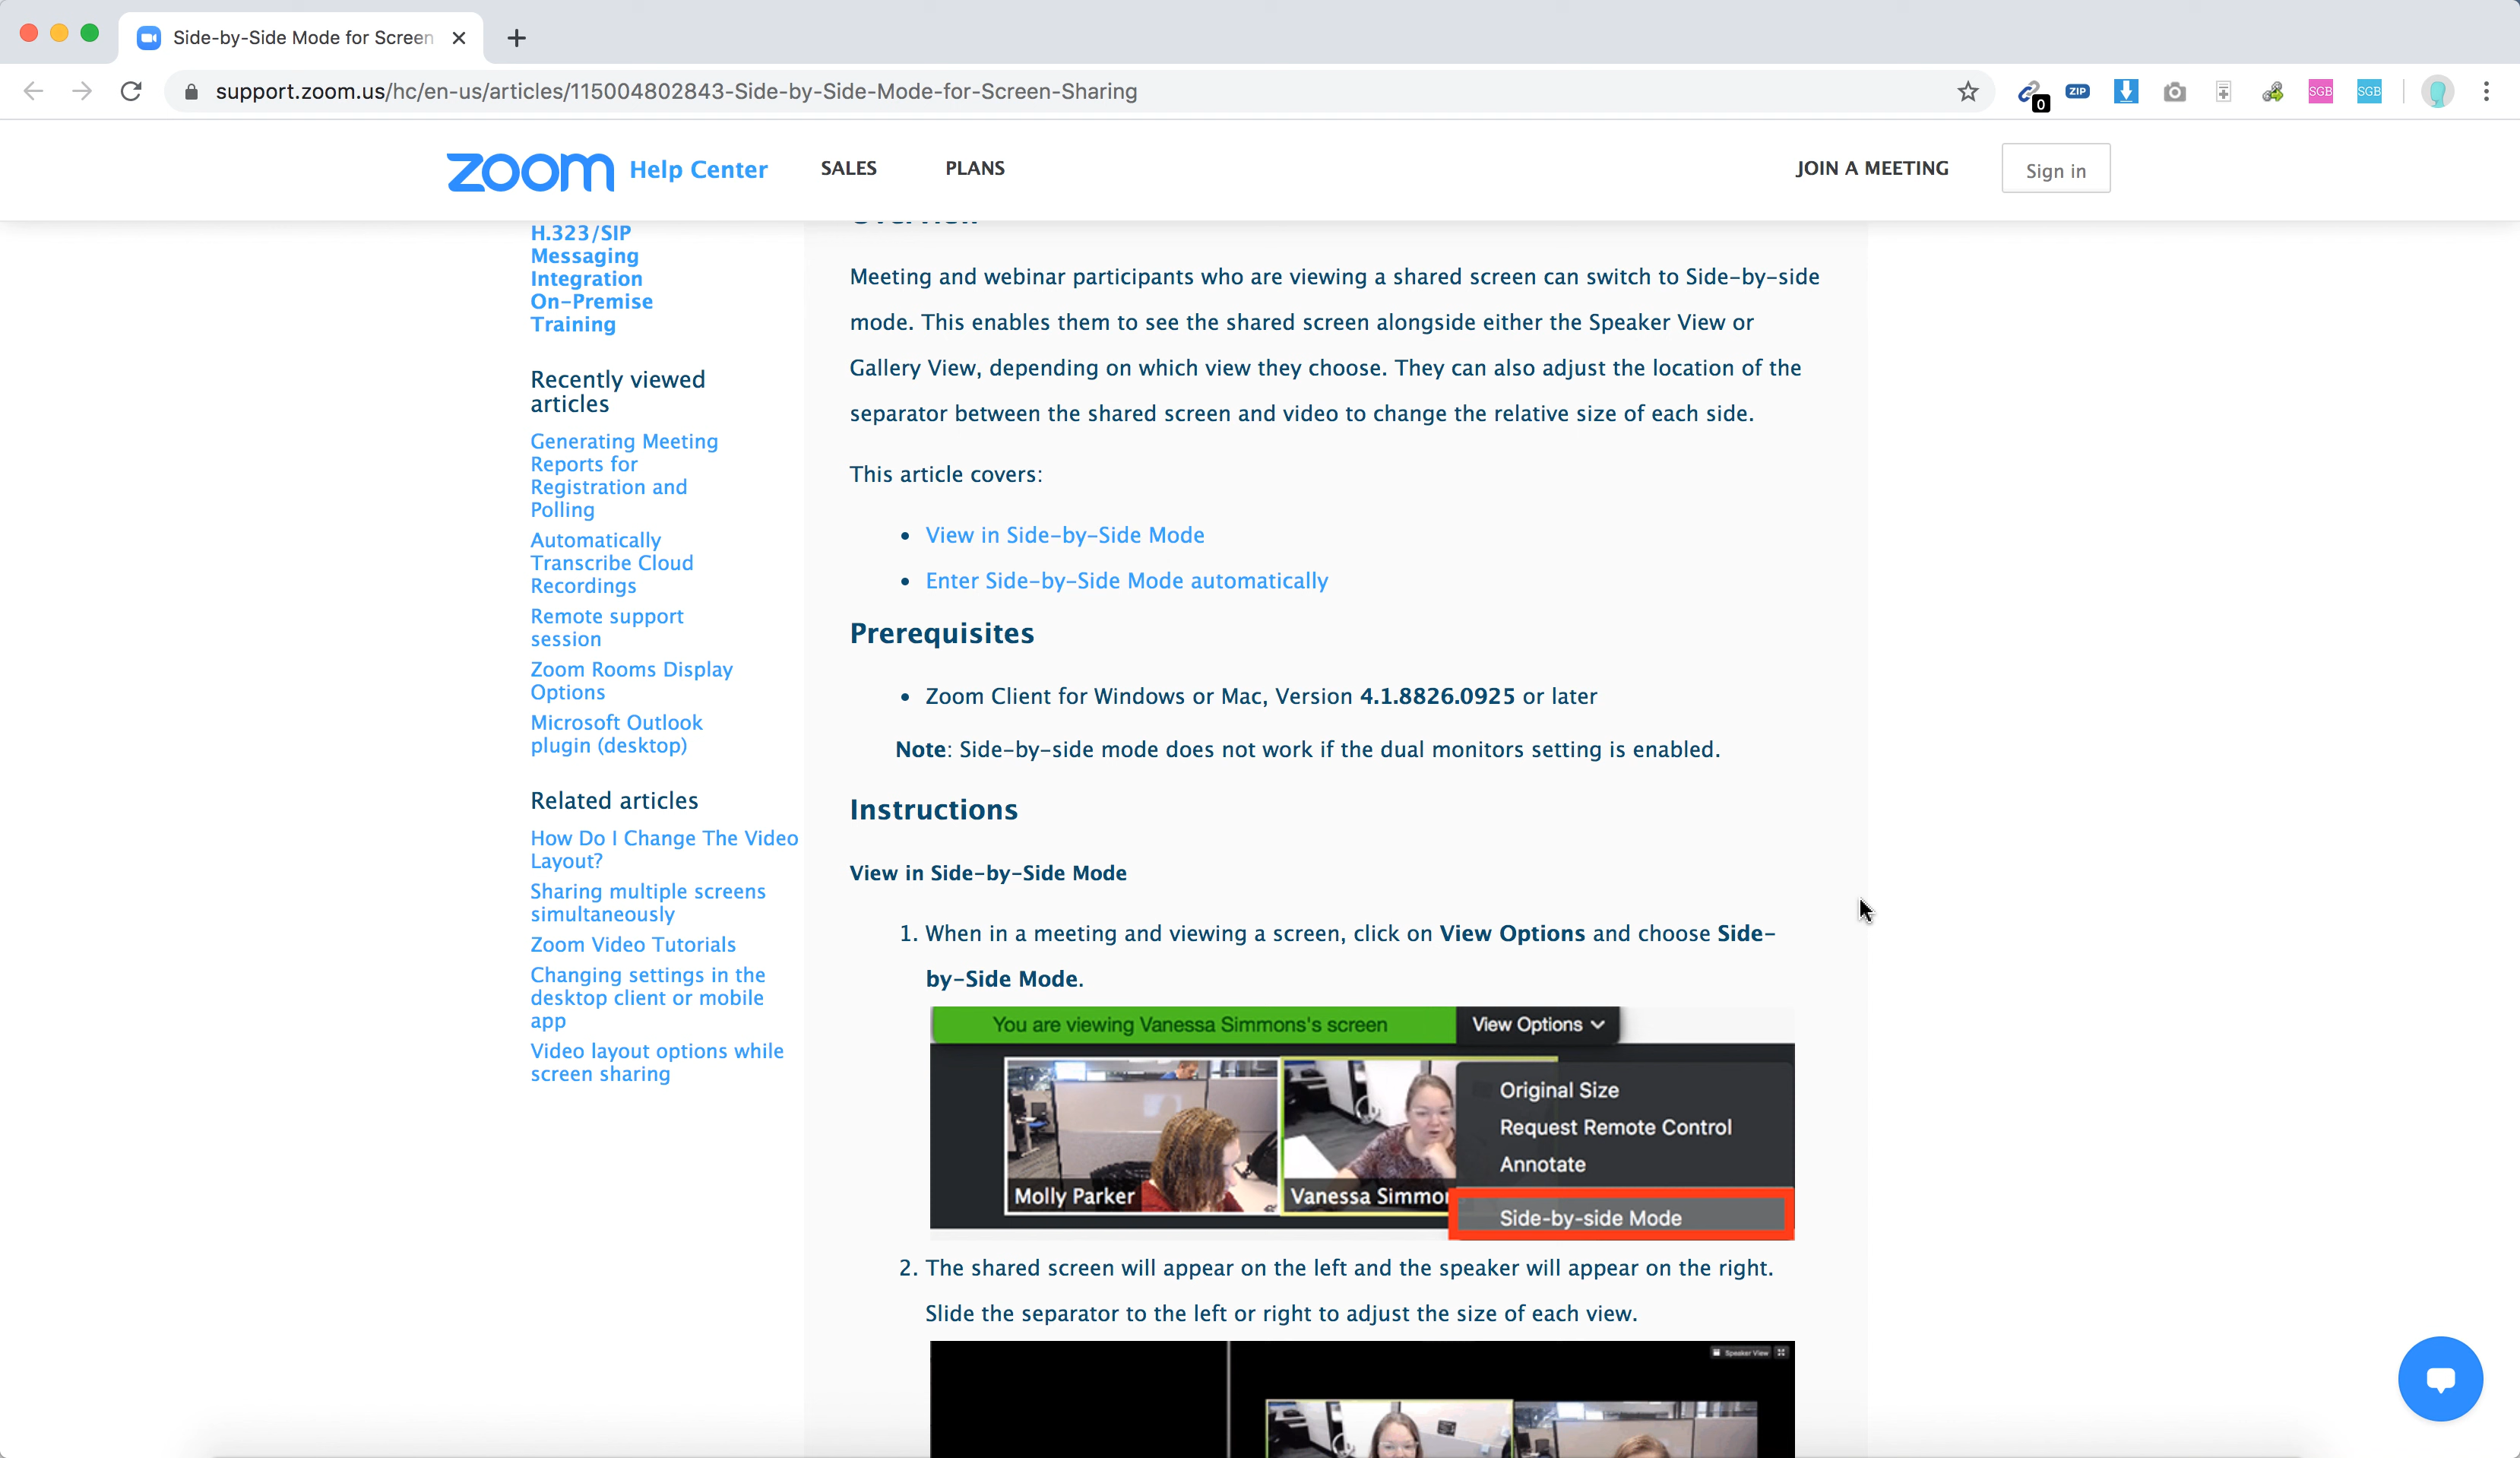 Side-by-Side Mode for Screen
support.zoom.us/hc/en-us/articles/115004802843-Side-by-Side-Mode-for-Screen-Sharing
0
ZIP
SGB
SGB
zoom Help Center
SALES
PLANS
JOIN A MEETING
Sign in
H.323/SIP
Messaging
Integration
On-Premise
Training
Recently viewed
articles
Generating Meeting
Reports for
Registration and
Polling
Automatically
Transcribe Cloud
Recordings
Remote support
session
Zoom Rooms Display
Options
Microsoft Outlook
plugin (desktop)
Related articles
How Do I Change The Video
Layout?
Sharing multiple screens
simultaneously
Zoom Video Tutorials
Changing settings in the
desktop client or mobile
app
Video layout options while
screen sharing
Meeting and webinar participants who are viewing a shared screen can switch to Side-by-side
mode. This enables them to see the shared screen alongside either the Speaker View or
Gallery View, depending on which view they choose. They can also adjust the location of the
separator between the shared screen and video to change the relative size of each side.
This article covers:
• View in Side-by-Side Mode
• Enter Side-by-Side Mode automatically
Prerequisites
• Zoom Client for Windows or Mac, Version 4.1.8826.0925 or later
Note: Side-by-side mode does not work if the dual monitors setting is enabled.
Instructions
View in Side-by-Side Mode
1. When in a meeting and viewing a screen, click on View Options and choose Side-
by-Side Mode.
You are viewing Vanessa Simmons's screen
View Options
Original Size
Request Remote Control
Annotate
Side-by-side Mode
Molly Parker
Vanessa Simmon
2. The shared screen will appear on the left and the speaker will appear on the right.
Slide the separator to the left or right to adjust the size of each view.
Speaker View